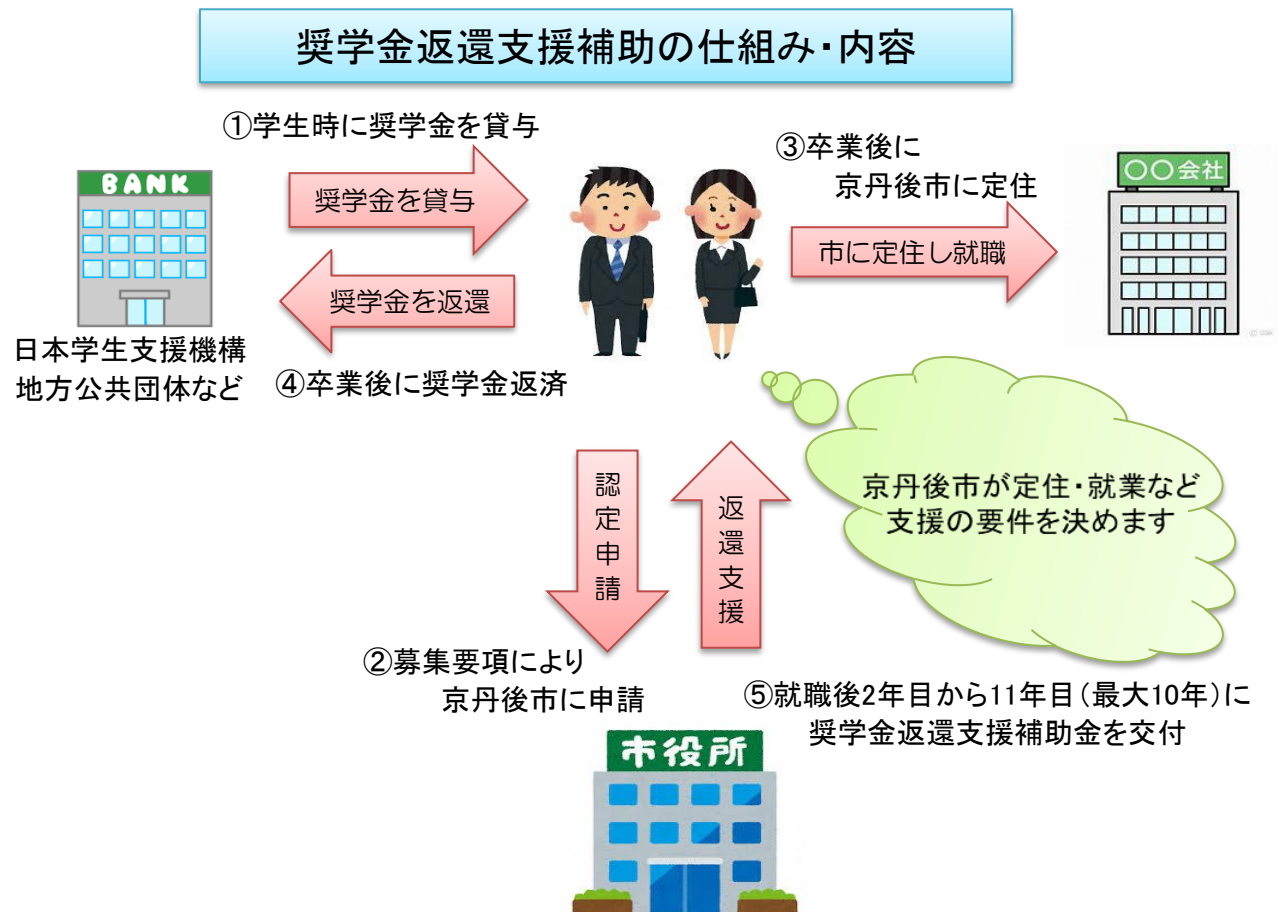 奨学金返還支援補助の仕組み・内容
①学生時に奨学金を貸与
BANK
奨学金を貸与
奨学金を返還
日本学生支援機構
地方公共団体など
④卒業後に奨学金返済
③卒業後に
京丹後市に定住
市に定住し就職
〇〇会社
京丹後市が定住・就業など
支援の要件を決めます
認定申請
返還支援
②募集要項により
京丹後市に申請
⑤就職後2年目から11年目（最大10年）に
奨学金返還支援補助金を交付
市役所